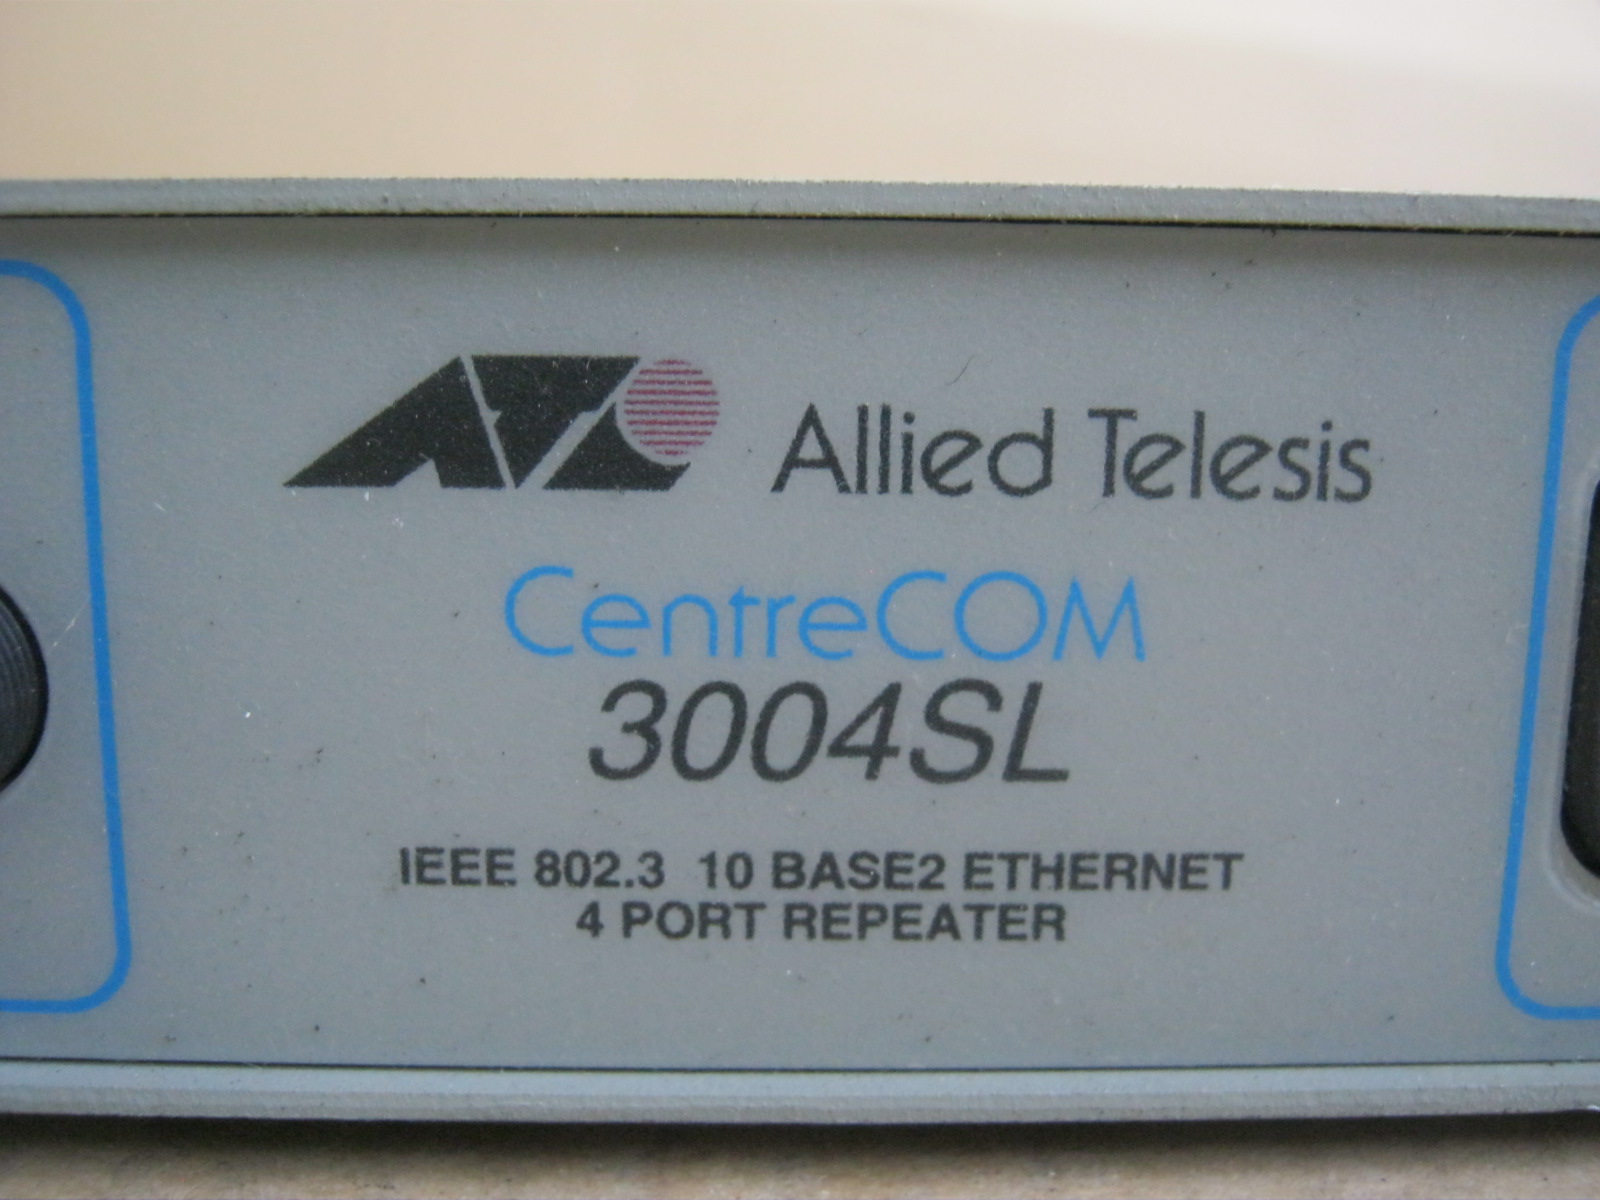 Allied Telesis
CentreCOM
3004SL
IEEE 802.3 10 BASE2 ETHERNET
4 PORT REPEATER